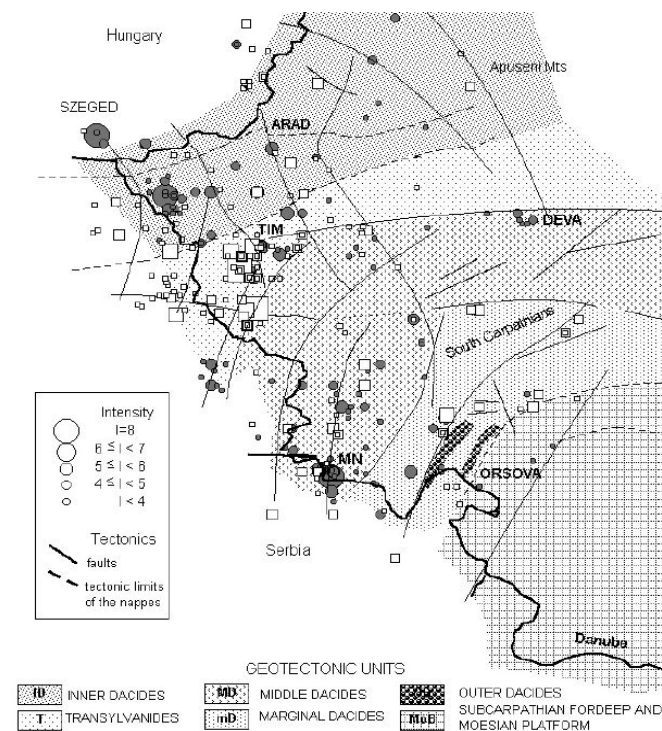 Hungary
Apuseni Mts
SZEGED
ARAD
TIM
DEVA
South Carpathians
Intensity
I=8
6 ≤ I < 7
5 ≤ I < 6
4 ≤ I < 5
I < 4
Tectonics
faults
tectonic limits
of the nappes
MN
ORSOVA
Serbia
Danube
GEOTECTONIC UNITS
ID INNER DACIDES
MD MIDDLE DACIDES
OUTER DACIDES
T TRANSYLVANIDES
mD MARGINAL DACIDES
SUBCARPATHIAN FORDEEP AND
MOESIAN PLATFORM